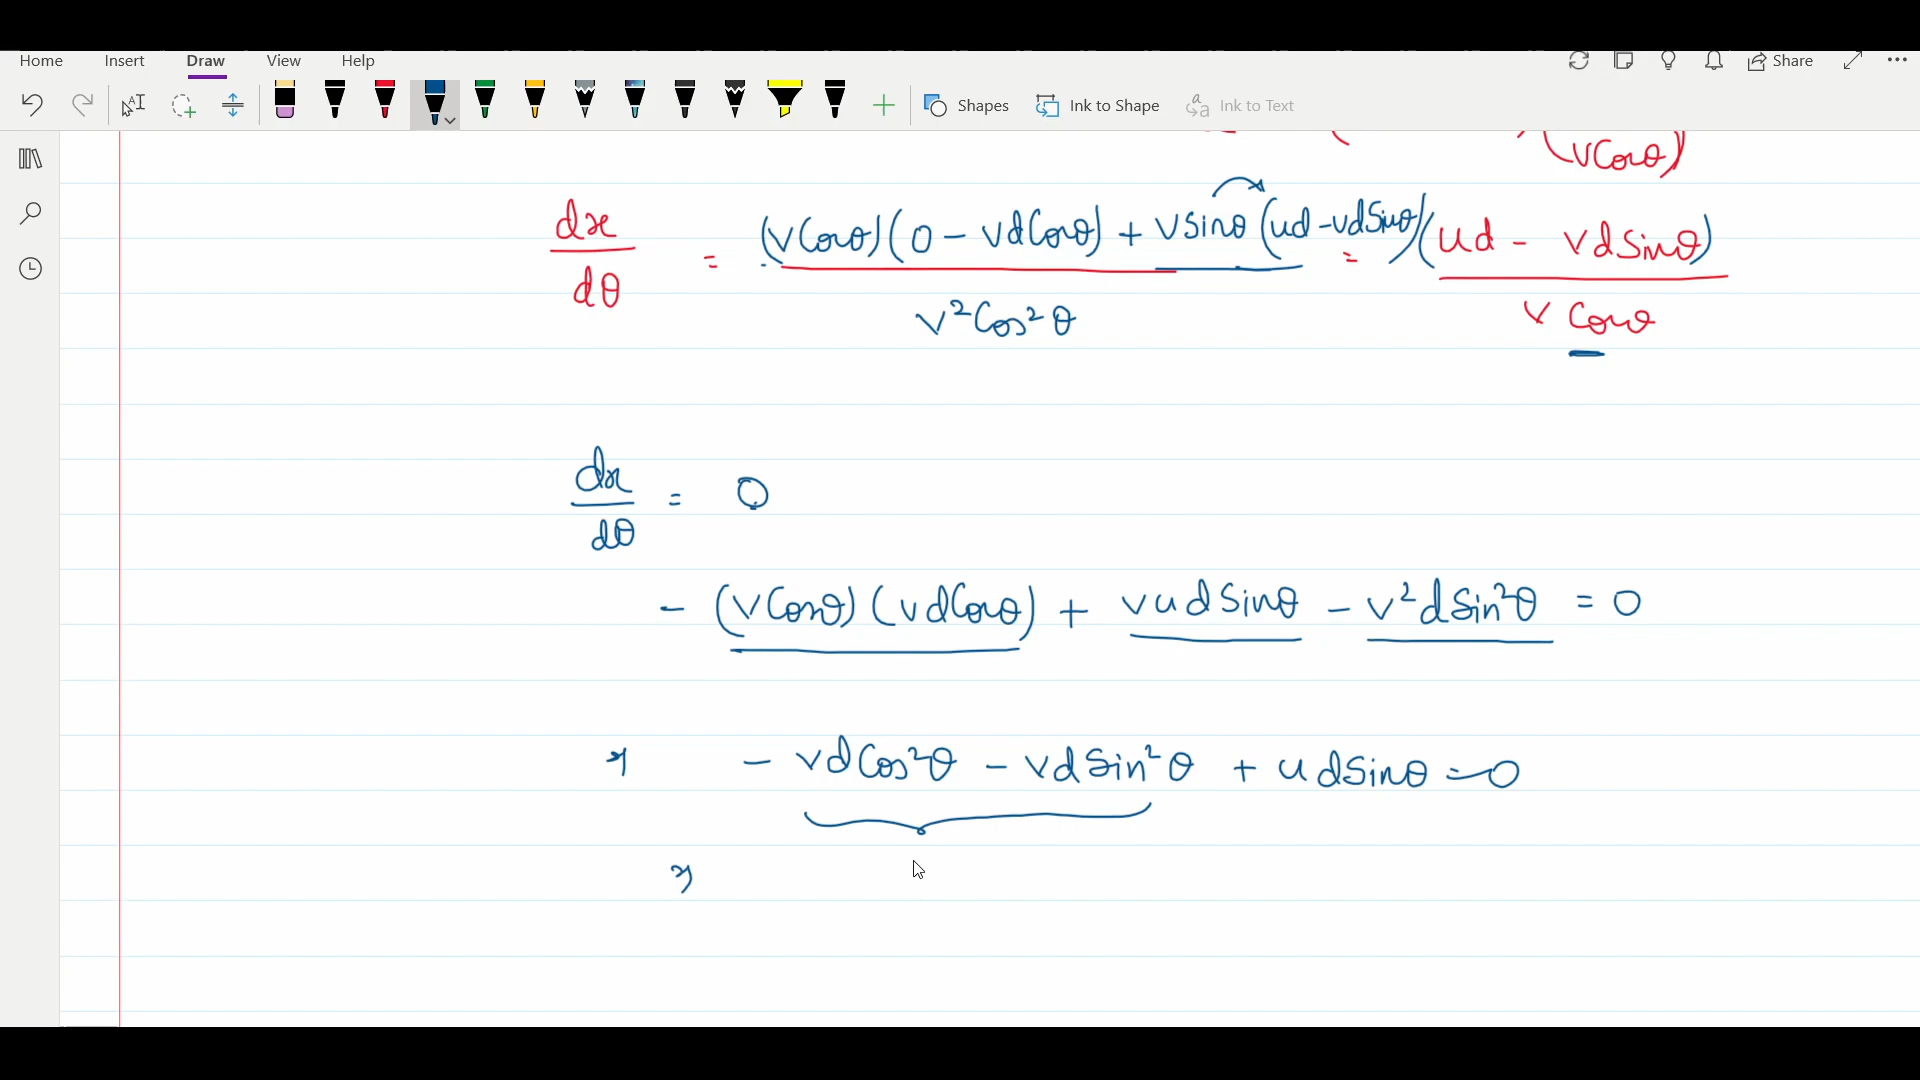 Home Insert Draw View Help Share
Shapes Ink to Shape Ink to Text
(vCosθ)
dx/dθ = (vCosθ)(0 - vdCosθ) + vsinθ(ud - vdSinθ) / v²Cos²θ = (ud - vdSinθ) / vCosθ
dx/dθ = 0
- (vCosθ)(vdCosθ) + vudSinθ - v²dSin²θ = 0
- vdCos²θ - vdSin²θ + udSinθ = 0